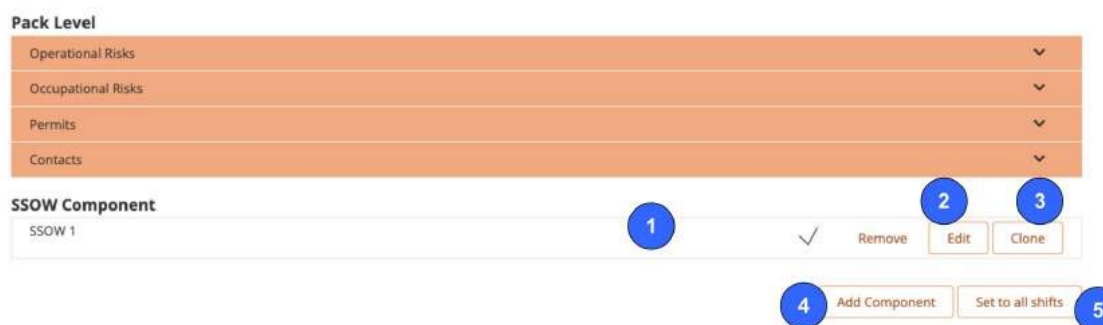 Pack Level
Operational Risks
Occupational Risks
Permits
Contacts
SSOW Component
2 3
SSOW 1 1 Remove Edit Clone
4 Add Component Set to all shifts 5